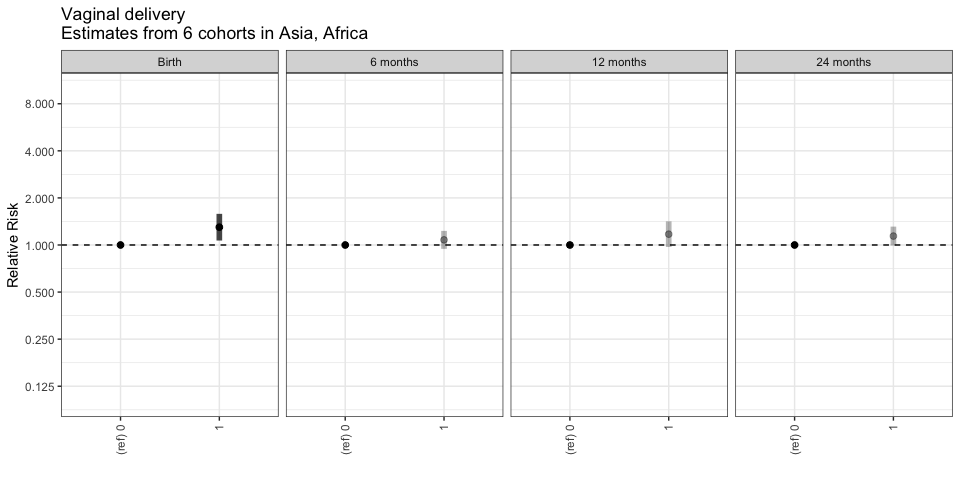 Vaginal delivery
Estimates from 6 cohorts in Asia, Africa
Birth
6 months
12 months
24 months
Relative Risk
8.000
4.000
2.000
1.000
0.500
0.250
0.125
(ref) 0
1
(ref) 0
1
(ref) 0
1
(ref) 0
1